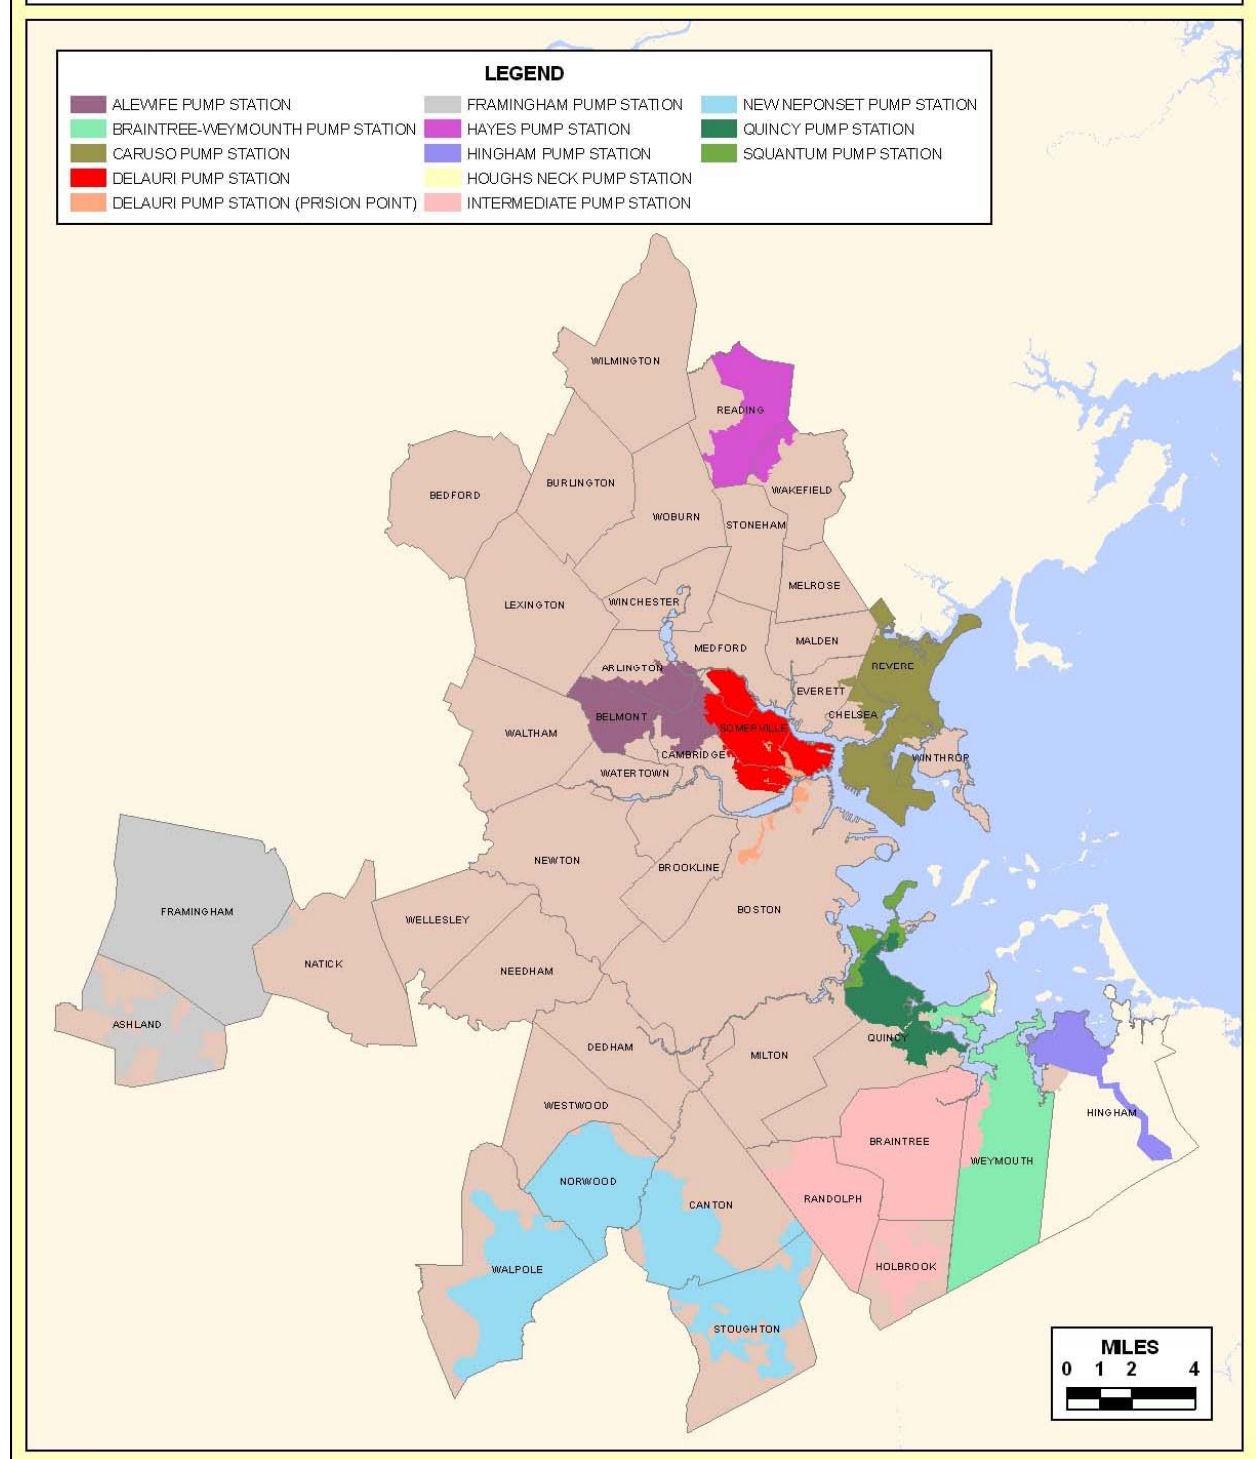 LEGEND
ALEWIFE PUMP STATION
BRAINTREE-WEYMOUNTH PUMP STATION
CARUSO PUMP STATION
DELAURI PUMP STATION
DELAURI PUMP STATION (PRISION POINT)
FRAMINGHAM PUMP STATION
HAYES PUMP STATION
HINGHAM PUMP STATION
HOUGHS NECK PUMP STATION
INTERMEDIATE PUMP STATION
NEW NEPONSET PUMP STATION
QUINCY PUMP STATION
SQUANTUM PUMP STATION
WILMINGTON
READING
BURLINGTON
BEDFORD
WAKEFIELD
WOBURN
STONEHAM
MELROSE
LEXINGTON
WINCHESTER
MALDEN
MEDFORD
ARLINGTON
REVERE
EVERETT
BELMONT
CHELSEA
SOMERVILLE
WALTHAM
CAMBRIDGE
WINTHROP
WATERTOWN
NEWTON
BROOKLINE
BOSTON
FRAMINGHAM
WELLESLEY
NATICK
NEEDHAM
ASHLAND
QUINCY
DEDHAM
MILTON
WESTWOOD
HINGHAM
BRAINTREE
WEYMOUTH
NORWOOD
RANDOLPH
CANTON
HOLBROOK
WALPOLE
STOUGHTON
MILES
0 1 2 4